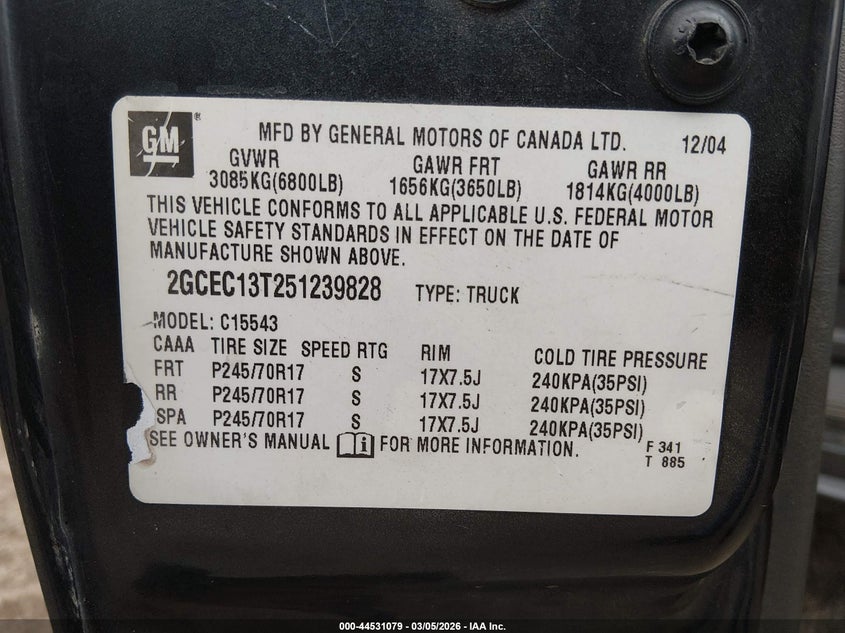 GM ®
MFD BY GENERAL MOTORS OF CANADA LTD. 12/04
GVWR GAWR FRT GAWR RR
3085KG(6800LB) 1656KG(3650LB) 1814KG(4000LB)
THIS VEHICLE CONFORMS TO ALL APPLICABLE U.S. FEDERAL MOTOR
VEHICLE SAFETY STANDARDS IN EFFECT ON THE DATE OF
MANUFACTURE SHOWN ABOVE.
2GCEC13T251239828 TYPE: TRUCK
MODEL: C15543
CAAA TIRE SIZE SPEED RTG RIM COLD TIRE PRESSURE
FRT P245/70R17 S 17X7.5J 240KPA(35PSI)
RR P245/70R17 S 17X7.5J 240KPA(35PSI)
SPA P245/70R17 S 17X7.5J 240KPA(35PSI)
SEE OWNER'S MANUAL i FOR MORE INFORMATION.
F 341
T 885
000-44531079 - 03/05/2026 - IAA Inc.